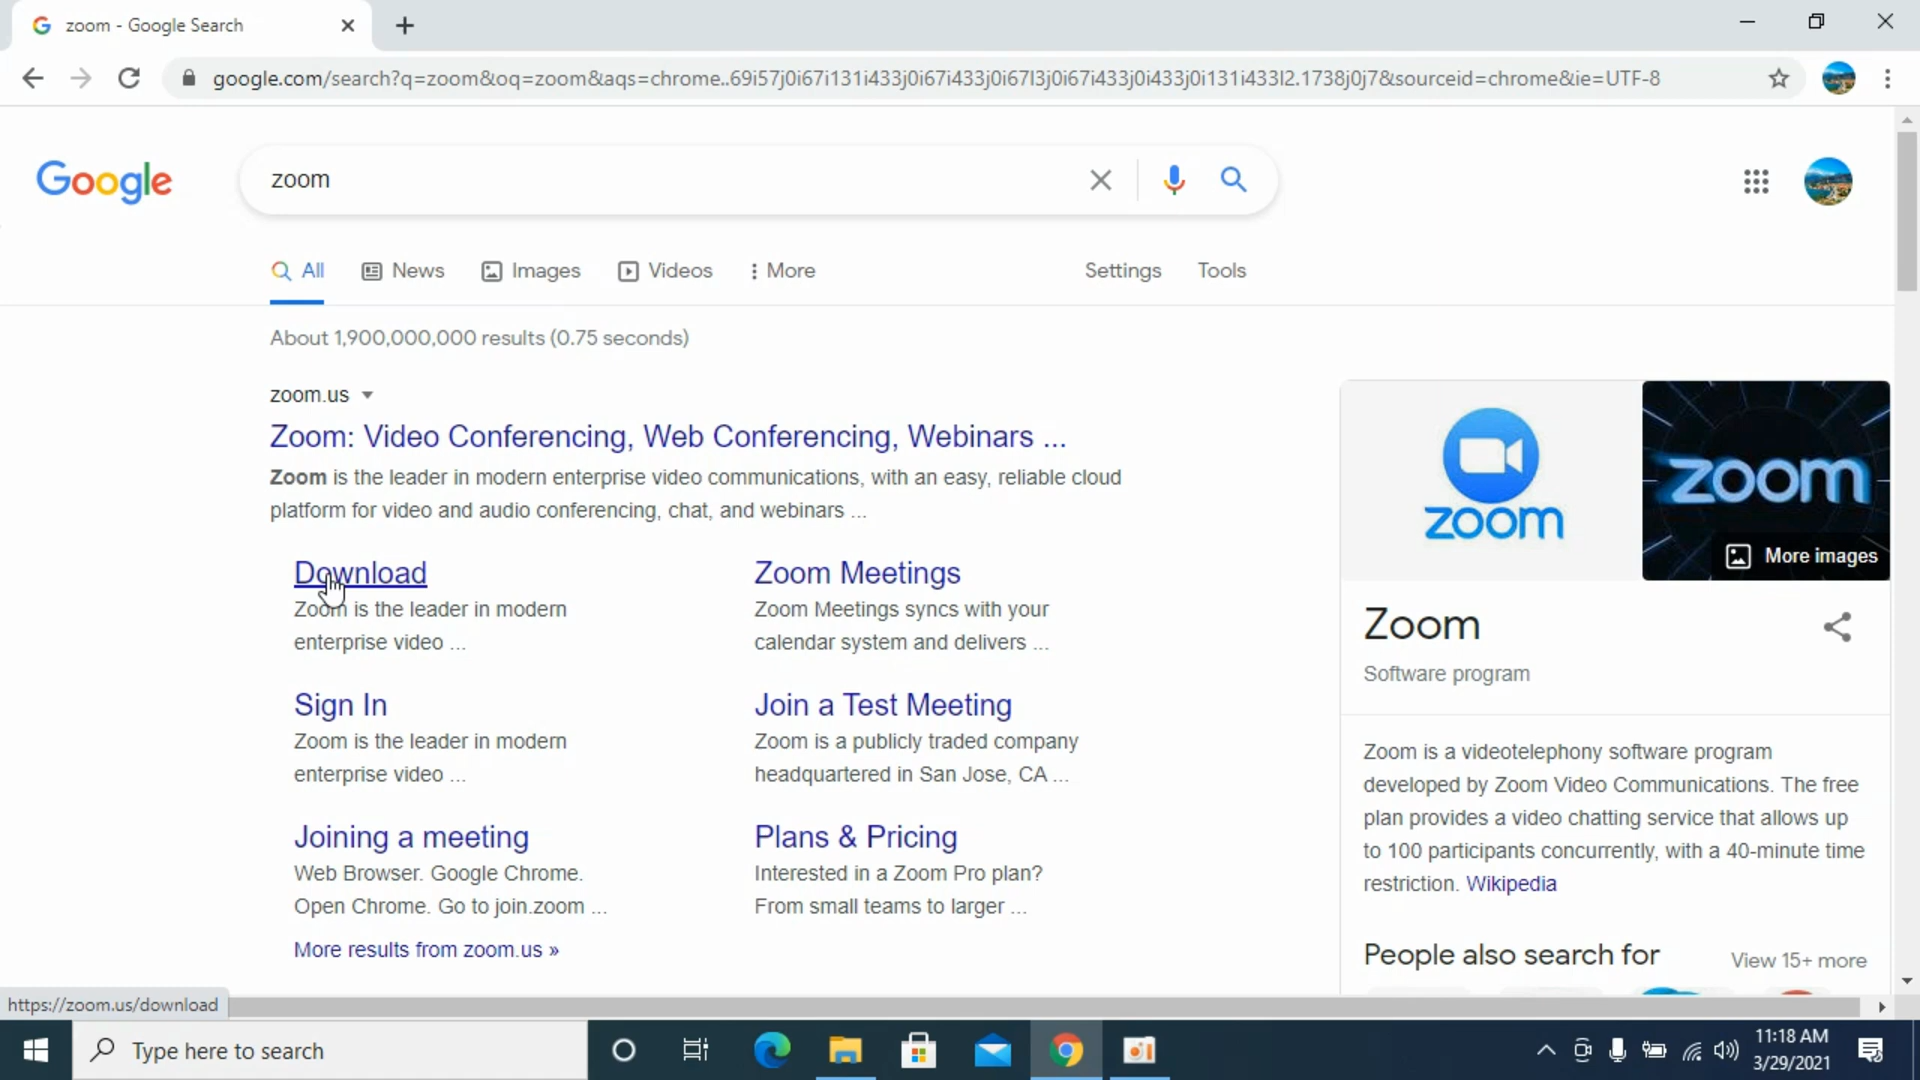 zoom - Google Search
google.com/search?q=zoom&oq=zoom&aqs=chrome..69i57j0i67i131i433j0i67i433j0i67l3j0i67i433j0i433j0i131i433l2.1738j0j7&sourceid=chrome&ie=UTF-8
Google
zoom
All
News
Images
Videos
More
Settings
Tools
About 1,900,000,000 results (0.75 seconds)
zoom.us
Zoom: Video Conferencing, Web Conferencing, Webinars ...
Zoom is the leader in modern enterprise video communications, with an easy, reliable cloud
platform for video and audio conferencing, chat, and webinars ...
Download
Zoom is the leader in modern
enterprise video ...
Zoom Meetings
Zoom Meetings syncs with your
calendar system and delivers ...
Sign In
Zoom is the leader in modern
enterprise video ...
Join a Test Meeting
Zoom is a publicly traded company
headquartered in San Jose, CA ...
Joining a meeting
Web Browser. Google Chrome.
Open Chrome. Go to join.zoom ...
Plans & Pricing
Interested in a Zoom Pro plan?
From small teams to larger ...
More results from zoom.us »
zoom
zoom
More images
Zoom
Software program
Zoom is a videotelephony software program
developed by Zoom Video Communications. The free
plan provides a video chatting service that allows up
to 100 participants concurrently, with a 40-minute time
restriction. Wikipedia
People also search for
View 15+ more
https://zoom.us/download
Type here to search
11:18 AM
3/29/2021